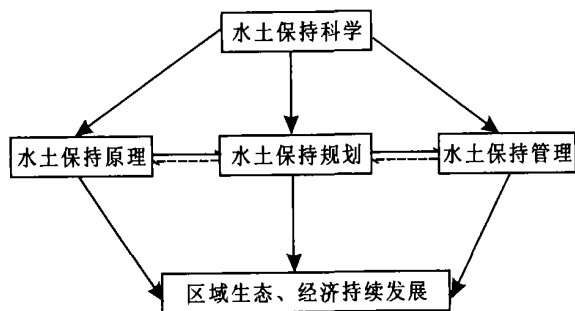 水土保持科学
水土保持原理
水土保持规划
水土保持管理
区域生态、经济持续发展